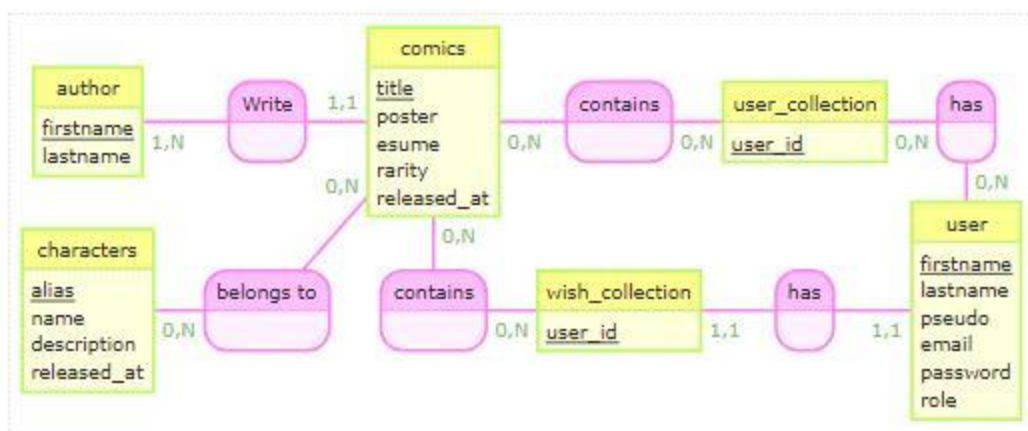 author
firstname
lastname
1,N
Write
1,1
comics
title
poster
esume
rarity
released_at
0,N
contains
0,N
user_collection
user_id
0,N
has
0,N
user
firstname
lastname
pseudo
email
password
role
characters
alias
name
description
released_at
0,N
belongs to
0,N
0,N
contains
0,N
wish_collection
user_id
1,1
has
1,1